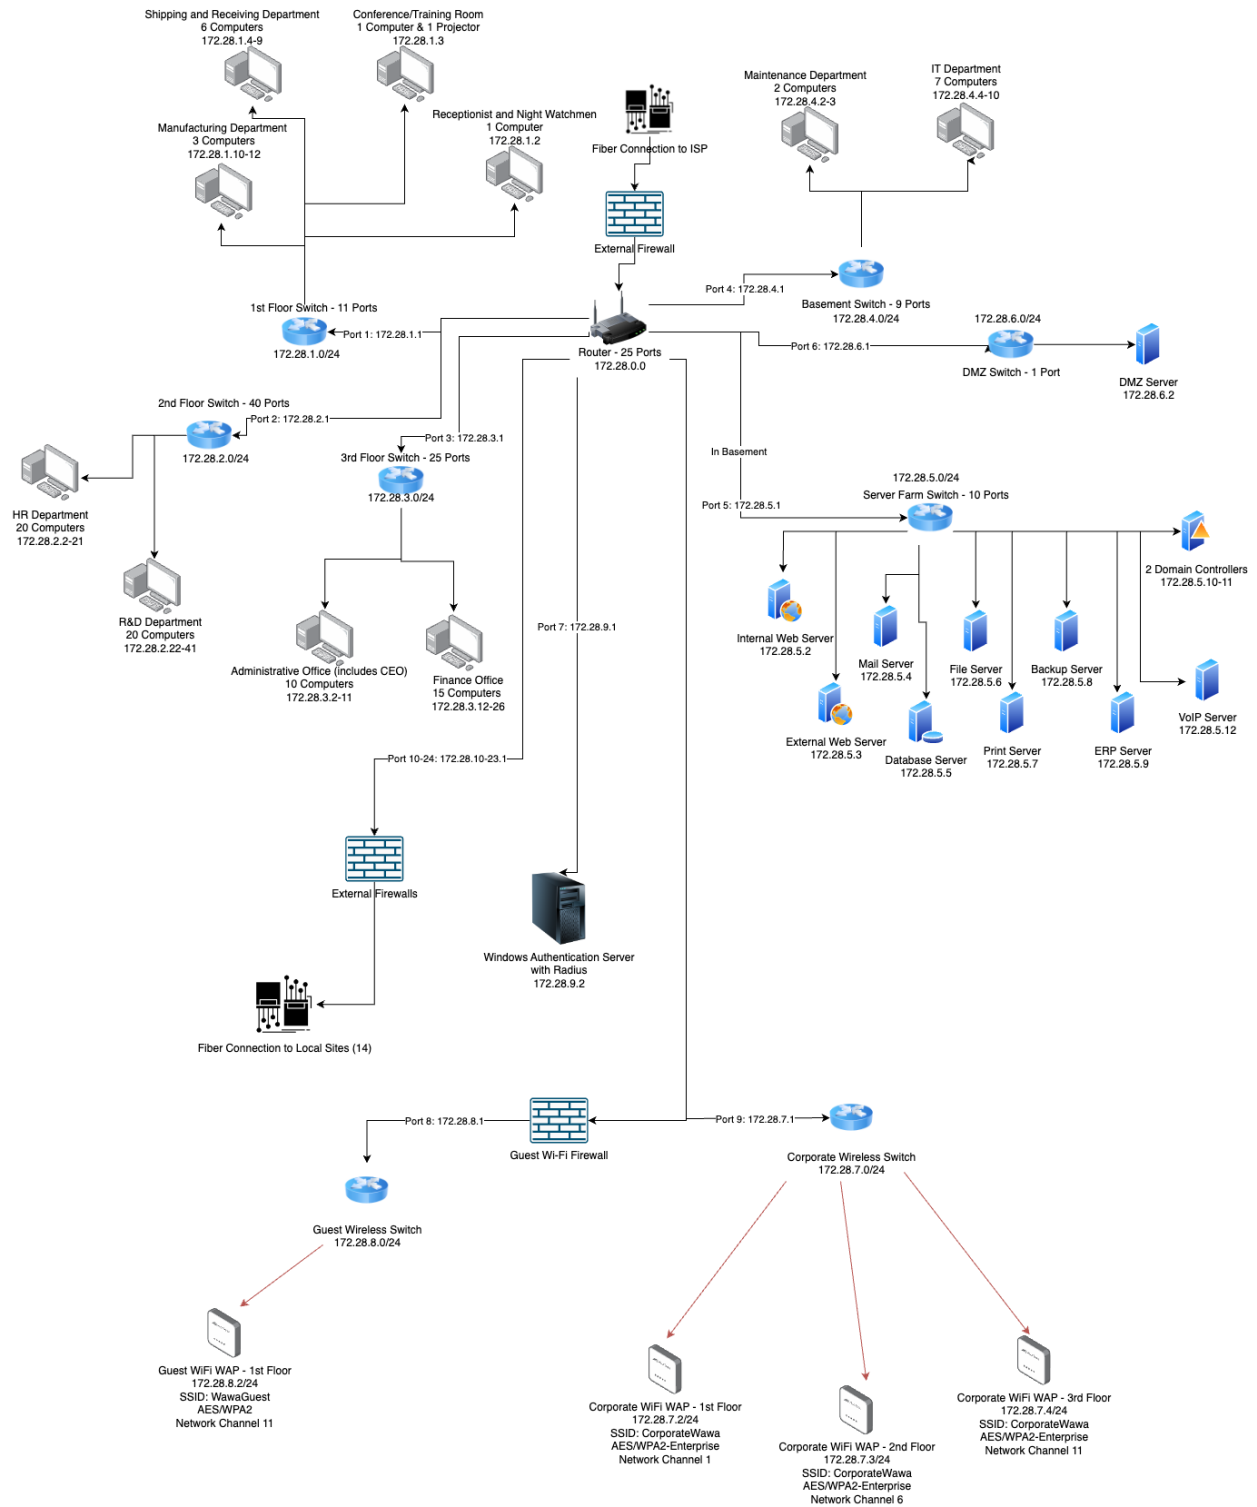 Shipping and Receiving Department
6 Computers
172.28.1.4-9
Conference/Training Room
1 Computer & 1 Projector
172.28.1.3
Manufacturing Department
3 Computers
172.28.1.10-12
Receptionist and Night Watchmen
1 Computer
172.28.1.2
Fiber Connection to ISP
External Firewall
Maintenance Department
2 Computers
172.28.4.2-3
IT Department
7 Computers
172.28.4.4-10
Port 4: 172.28.4.1
Basement Switch - 9 Ports
172.28.4.0/24
1st Floor Switch - 11 Ports
172.28.1.0/24
Port 1: 172.28.1.1
Router - 25 Ports
172.28.0.0
Port 6: 172.28.6.1
172.28.6.0/24
DMZ Switch - 1 Port
DMZ Server
172.28.6.2
2nd Floor Switch - 40 Ports
172.28.2.0/24
Port 2: 172.28.2.1
Port 3: 172.28.3.1
3rd Floor Switch - 25 Ports
172.28.3.0/24
HR Department
20 Computers
172.28.2.2-21
R&D Department
20 Computers
172.28.2.22-41
Administrative Office (includes CEO)
10 Computers
172.28.3.2-11
Finance Office
15 Computers
172.28.3.12-26
In Basement
Port 5: 172.28.5.1
172.28.5.0/24
Server Farm Switch - 10 Ports
2 Domain Controllers
172.28.5.10-11
Internal Web Server
172.28.5.2
Mail Server
172.28.5.4
File Server
172.28.5.6
Backup Server
172.28.5.8
VoIP Server
172.28.5.12
External Web Server
172.28.5.3
Database Server
172.28.5.5
Print Server
172.28.5.7
ERP Server
172.28.5.9
Port 7: 172.28.9.1
Port 10-24: 172.28.10-23.1
External Firewalls
Fiber Connection to Local Sites (14)
Windows Authentication Server
with Radius
172.28.9.2
Port 8: 172.28.8.1
Guest Wi-Fi Firewall
Port 9: 172.28.7.1
Corporate Wireless Switch
172.28.7.0/24
Guest Wireless Switch
172.28.8.0/24
Guest WiFi WAP - 1st Floor
172.28.8.2/24
SSID: WawaGuest
AES/WPA2
Network Channel 11
Corporate WiFi WAP - 1st Floor
172.28.7.2/24
SSID: CorporateWawa
AES/WPA2-Enterprise
Network Channel 1
Corporate WiFi WAP - 2nd Floor
172.28.7.3/24
SSID: CorporateWawa
AES/WPA2-Enterprise
Network Channel 6
Corporate WiFi WAP - 3rd Floor
172.28.7.4/24
SSID: CorporateWawa
AES/WPA2-Enterprise
Network Channel 11